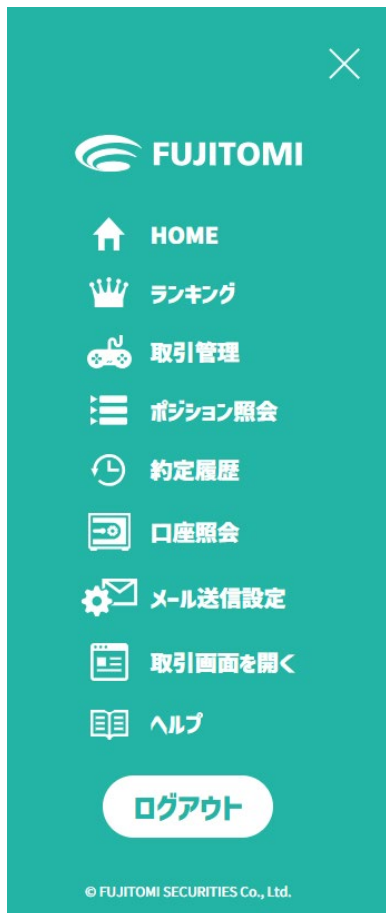 FUJITOMI
HOME
ランキング
取引管理
ポジション照会
約定履歴
口座照会
メール送信設定
取引画面を開く
ヘルプ
ログアウト
© FUJITOMI SECURITIES Co., Ltd.